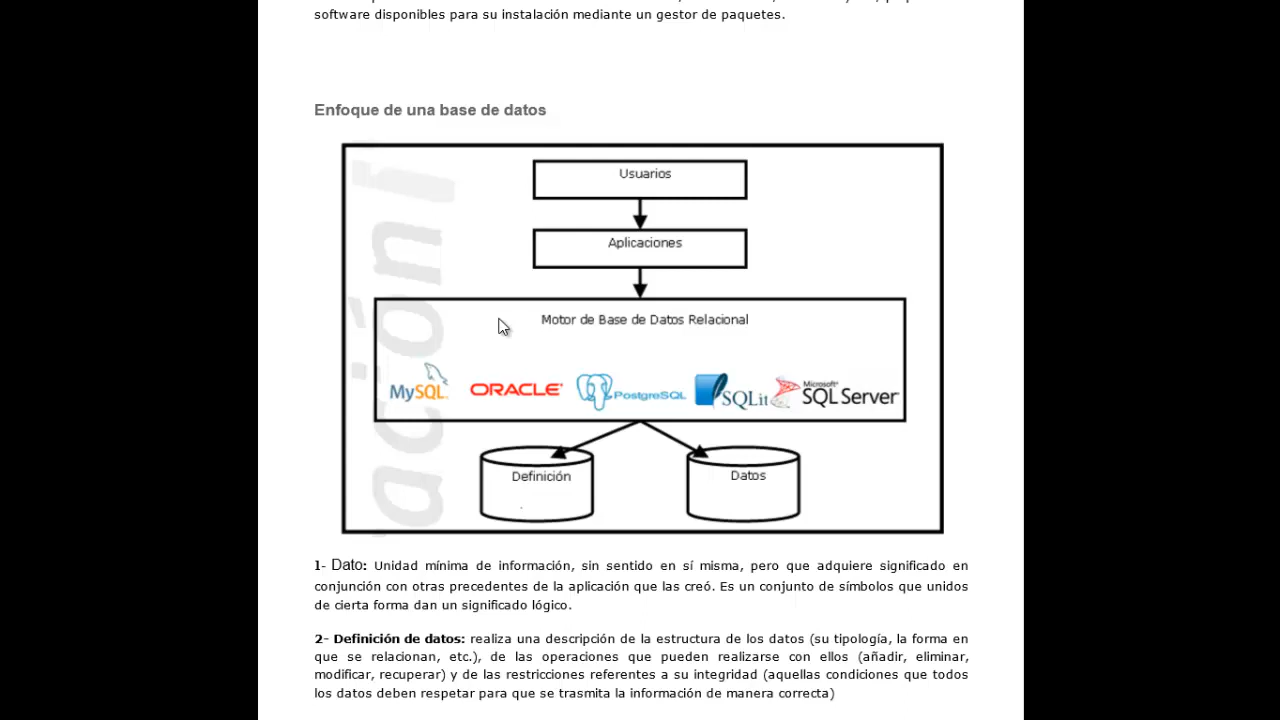 software disponibles para su instalación mediante un gestor de paquetes.
Enfoque de una base de datos
Usuarios
Aplicaciones
Motor de Base de Datos Relacional
MySQL ORACLE PostgreSQL SQLit Microsoft SQL Server
Definición Datos
ación
1- Dato: Unidad mínima de información, sin sentido en sí misma, pero que adquiere significado en
conjunción con otras precedentes de la aplicación que las creó. Es un conjunto de símbolos que unidos
de cierta forma dan un significado lógico.
2- Definición de datos: realiza una descripción de la estructura de los datos (su tipología, la forma en
que se relacionan, etc.), de las operaciones que pueden realizarse con ellos (añadir, eliminar,
modificar, recuperar) y de las restricciones referentes a su integridad (aquellas condiciones que todos
los datos deben respetar para que se trasmita la información de manera correcta)